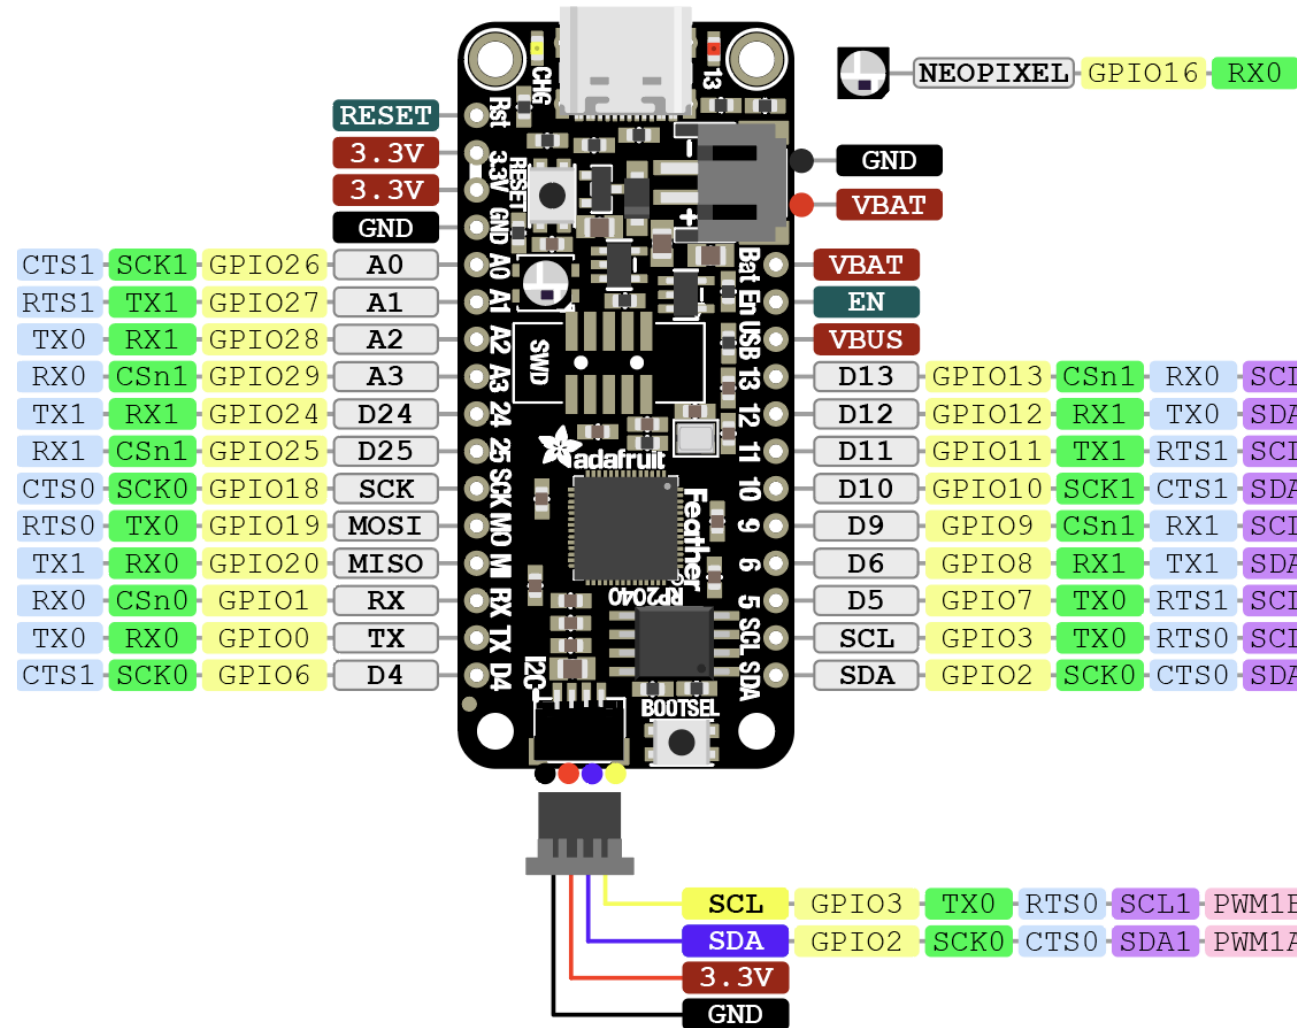 NEOPIXEL GPIO16 RX0
CHG 13
RESET Rst
3.3V 3.3V - GND
3.3V RESET + VBAT
GND GND
CTS1 SCK1 GPIO26 A0 A0 Bat VBAT
RTS1 TX1 GPIO27 A1 A1 En EN
TX0 RX1 GPIO28 A2 A2 USB VBUS
SWD
RX0 CSn1 GPIO29 A3 A3 13 D13 GPIO13 CSn1 RX0
TX1 RX1 GPIO24 D24 24 12 D12 GPIO12 RX1 TX0
RX1 CSn1 GPIO25 D25 25 adafruit 11 D11 GPIO11 TX1 RTS1
CTS0 SCK0 GPIO18 SCK SCK 10 D10 GPIO10 SCK1 CTS1
RTS0 TX0 GPIO19 MOSI MO Feather 9 D9 GPIO9 CSn1 RX1
TX1 RX0 GPIO20 MISO MI 6 D6 GPIO8 RX1 TX1
RX0 CSn0 GPIO1 RX RX RP2040 5 D5 GPIO7 TX0 RTS1
TX0 RX0 GPIO0 TX TX SCL SCL GPIO3 TX0 RTS0
CTS1 SCK0 GPIO6 D4 D4 I2C SDA SDA GPIO2 SCK0 CTS0
BOOTSEL
SCL GPIO3 TX0 RTS0 SCL1 PWM1B
SDA GPIO2 SCK0 CTS0 SDA1 PWM1A
3.3V
GND